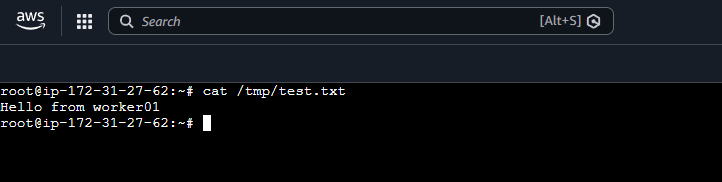 aws
Search
[Alt+S]
root@ip-172-31-27-62:~# cat /tmp/test.txt
Hello from worker01
root@ip-172-31-27-62:~#